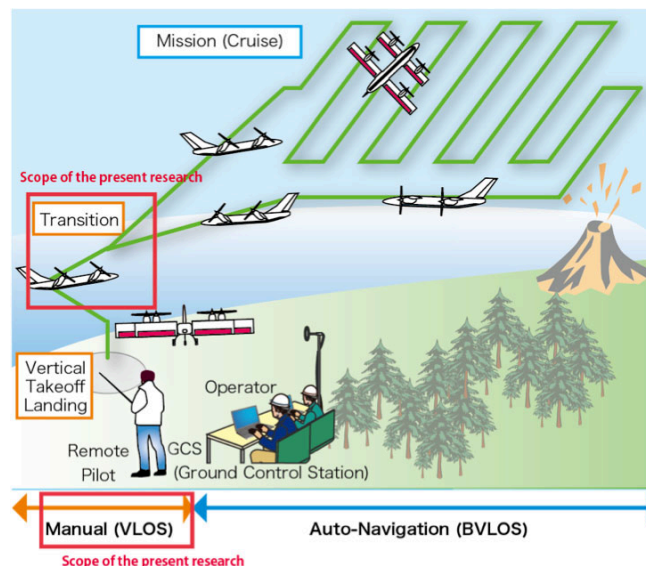 Mission (Cruise)
Scope of the present research
Transition
Vertical
Takeoff
Landing
Operator
Remote
Pilot
GCS
(Ground Control Station)
Manual (VLOS)
Auto-Navigation (BVLOS)
Scope of the present research